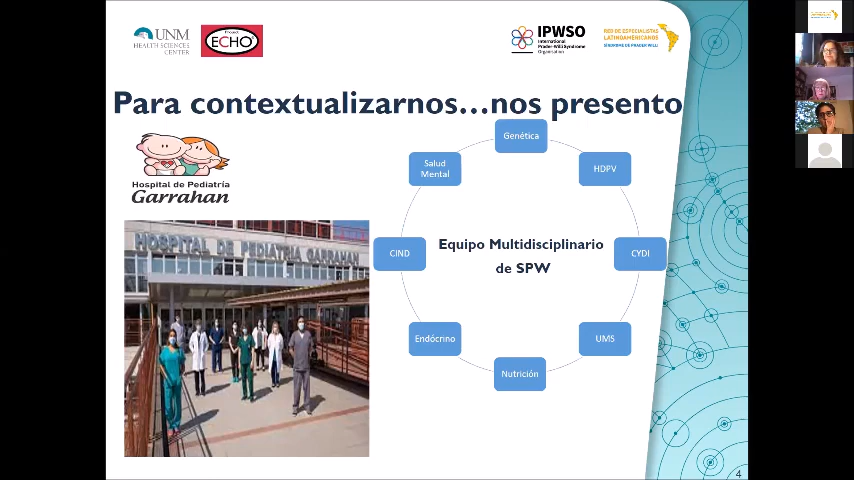 UNM
HEALTH SCIENCES
CENTER
Project
ECHO
IPWSO
International
Prader-Willi Syndrome
Organisation
RED DE ESPECIALISTAS
LATINOAMERICANOS
SÍNDROME DE PRADER WILLI
Para contextualizarnos...nos presento
Hospital de Pediatría
Garrahan
HOSPITAL DE PEDIATRIA GARRAHAN
Genética
HDPV
CYDI
UMS
Nutrición
Endócrino
CIND
Salud
Mental
Equipo Multidisciplinario
de SPW
4